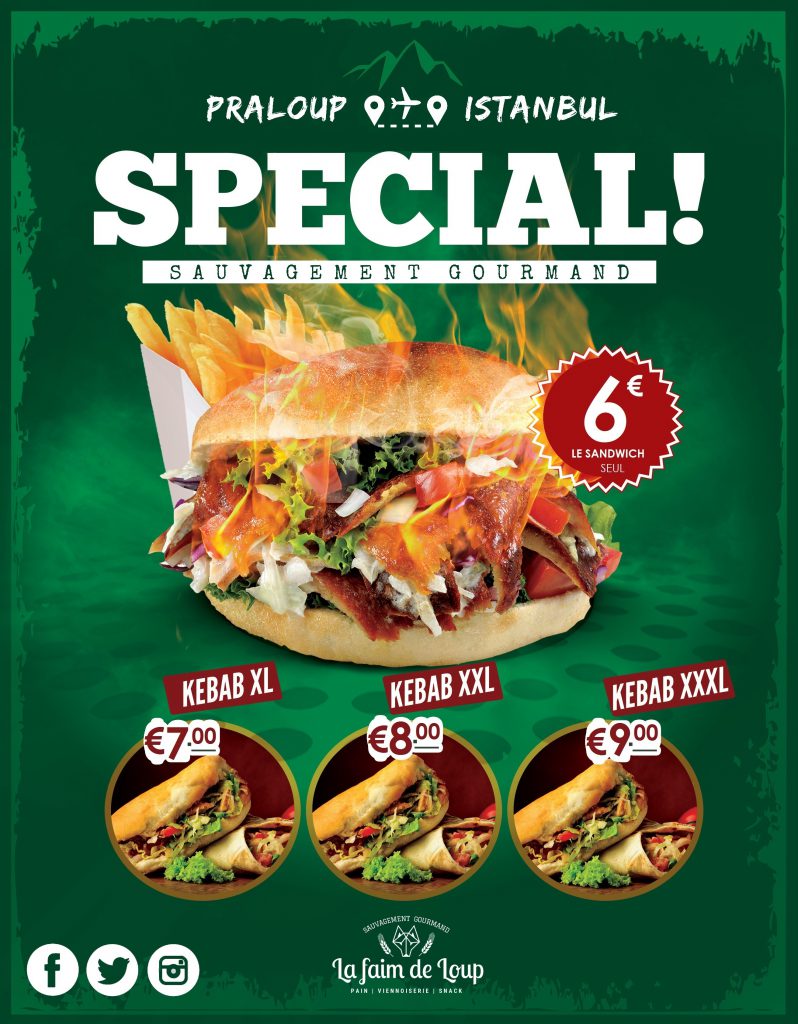 PRALOUP ISTANBUL
SPECIAL!
SAUVAGEMENT GOURMAND
6€
LE SANDWICH
SEUL
KEBAB XL
KEBAB XXL
KEBAB XXXL
€7.00
€8.00
€9.00
SAUVAGEMENT GOURMAND
La faim de Loup
PAIN | VIENNOISERIE | SNACK